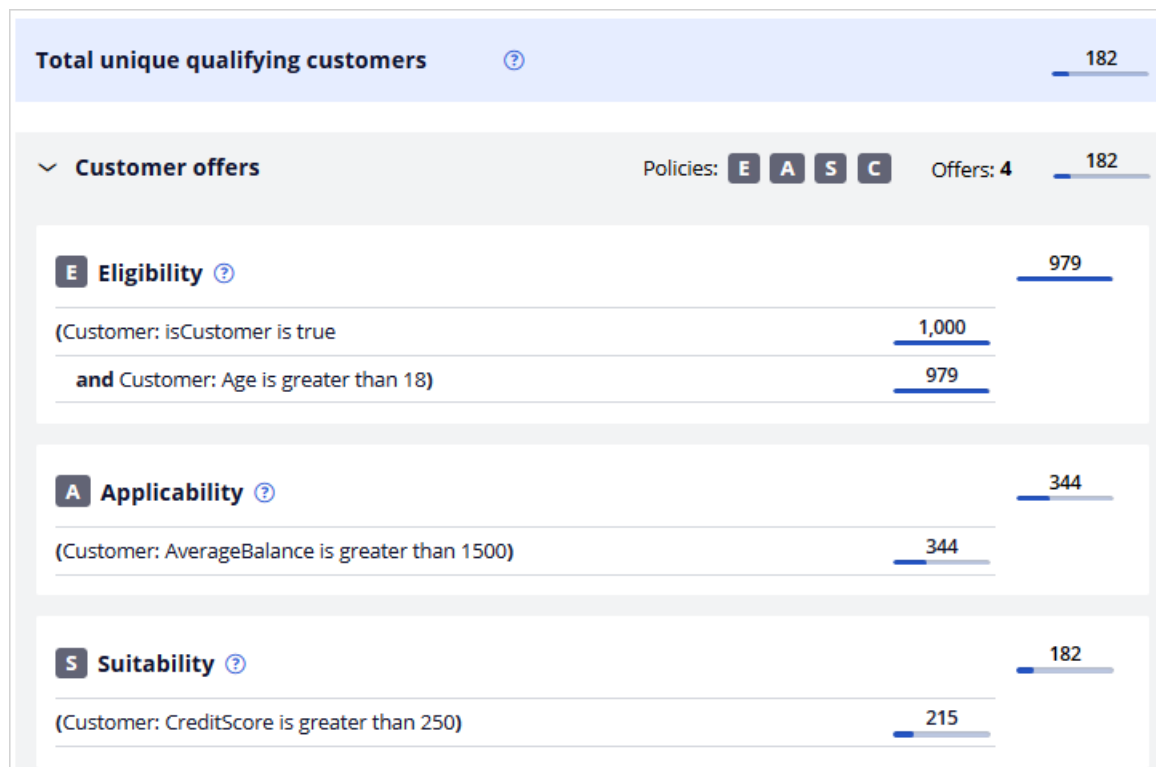 Total unique qualifying customers ? 182
Customer offers Policies: E A S C Offers: 4 182
E Eligibility ? 979
(Customer: isCustomer is true 1,000
and Customer: Age is greater than 18) 979
A Applicability ? 344
(Customer: AverageBalance is greater than 1500) 344
S Suitability ? 182
(Customer: CreditScore is greater than 250) 215